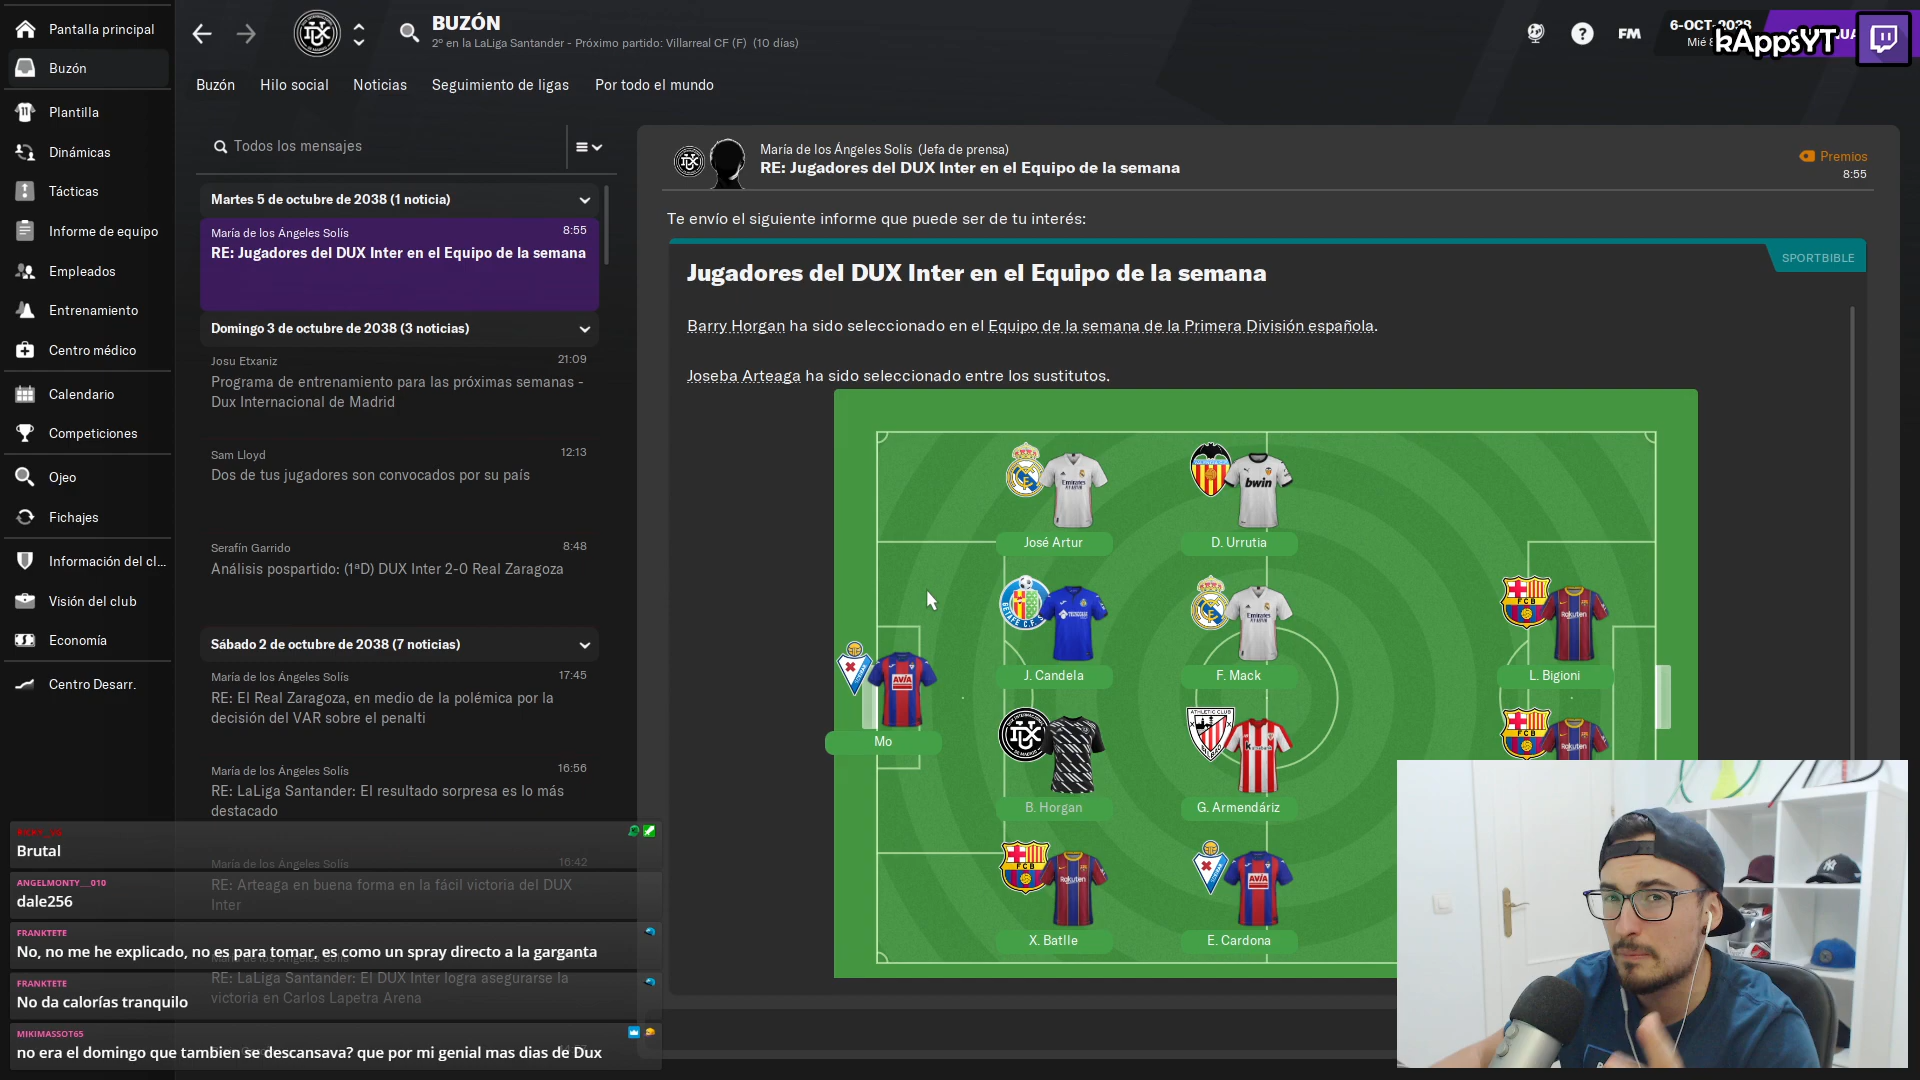 Pantalla principal
Buzón
Plantilla
Dinámicas
Tácticas
Informe de equipo
Empleados
Entrenamiento
Centro médico
Calendario
Competiciones
Ojeo
Fichajes
Información del cl...
Visión del club
Economía
Centro Desarr.
BUZÓN
2º en la LaLiga Santander - Próximo partido: Villarreal CF (F) (10 días)
FM
6-OCT-2038
Mié
kAppsYT
Buzón
Hilo social
Noticias
Seguimiento de ligas
Por todo el mundo
Todos los mensajes
Martes 5 de octubre de 2038 (1 noticia)
María de los Ángeles Solís 8:55
RE: Jugadores del DUX Inter en el Equipo de la semana
Domingo 3 de octubre de 2038 (3 noticias)
Josu Etxaniz 21:09
Programa de entrenamiento para las próximas semanas -
Dux Internacional de Madrid
Sam Lloyd 12:13
Dos de tus jugadores son convocados por su país
Serafín Garrido 8:48
Análisis pospartido: (1ªD) DUX Inter 2-0 Real Zaragoza
Sábado 2 de octubre de 2038 (7 noticias)
María de los Ángeles Solís 17:45
RE: El Real Zaragoza, en medio de la polémica por la
decisión del VAR sobre el penalti
María de los Ángeles Solís 16:56
RE: LaLiga Santander: El resultado sorpresa es lo más
destacado
María de los Ángeles Solís 16:42
RE: Arteaga en buena forma en la fácil victoria del DUX
Inter
María de los Ángeles Solís
RE: LaLiga Santander: El DUX Inter logra asegurarse la
victoria en Carlos Lapetra Arena
Brutal
ANGELMONTY__010
dale256
FRANKTETE
No, no me he explicado, no es para tomar, es como un spray directo a la garganta
FRANKTETE
No da calorías tranquilo
MIKIMASSOT65
no era el domingo que tambien se descansava? que por mi genial mas dias de Dux
María de los Ángeles Solís (Jefa de prensa)
RE: Jugadores del DUX Inter en el Equipo de la semana
Premios
8:55
Te envío el siguiente informe que puede ser de tu interés:
SPORTBIBLE
Jugadores del DUX Inter en el Equipo de la semana
Barry Horgan ha sido seleccionado en el Equipo de la semana de la Primera División española.
Joseba Arteaga ha sido seleccionado entre los sustitutos.
bwin
José Artur
D. Urrutia
J. Candela
F. Mack
L. Bigioni
AVIA
Mo
B. Horgan
G. Armendáriz
AVIA
X. Batlle
E. Cardona